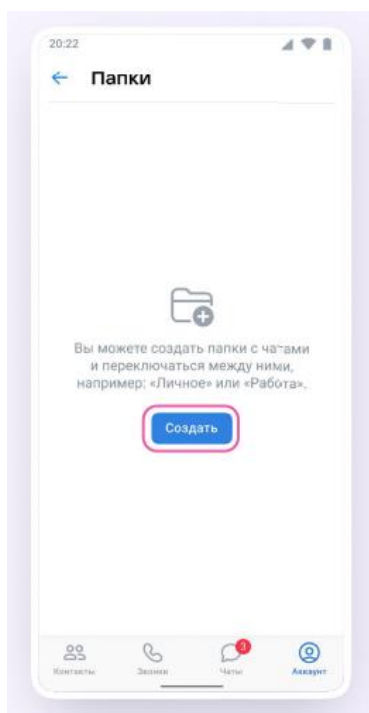 20:22
Папки
Вы можете создать папки с чатами
и переключаться между ними,
например: «Личное» или «Работа».
Создать
3
Контакты Звонки Чаты Аккаунт